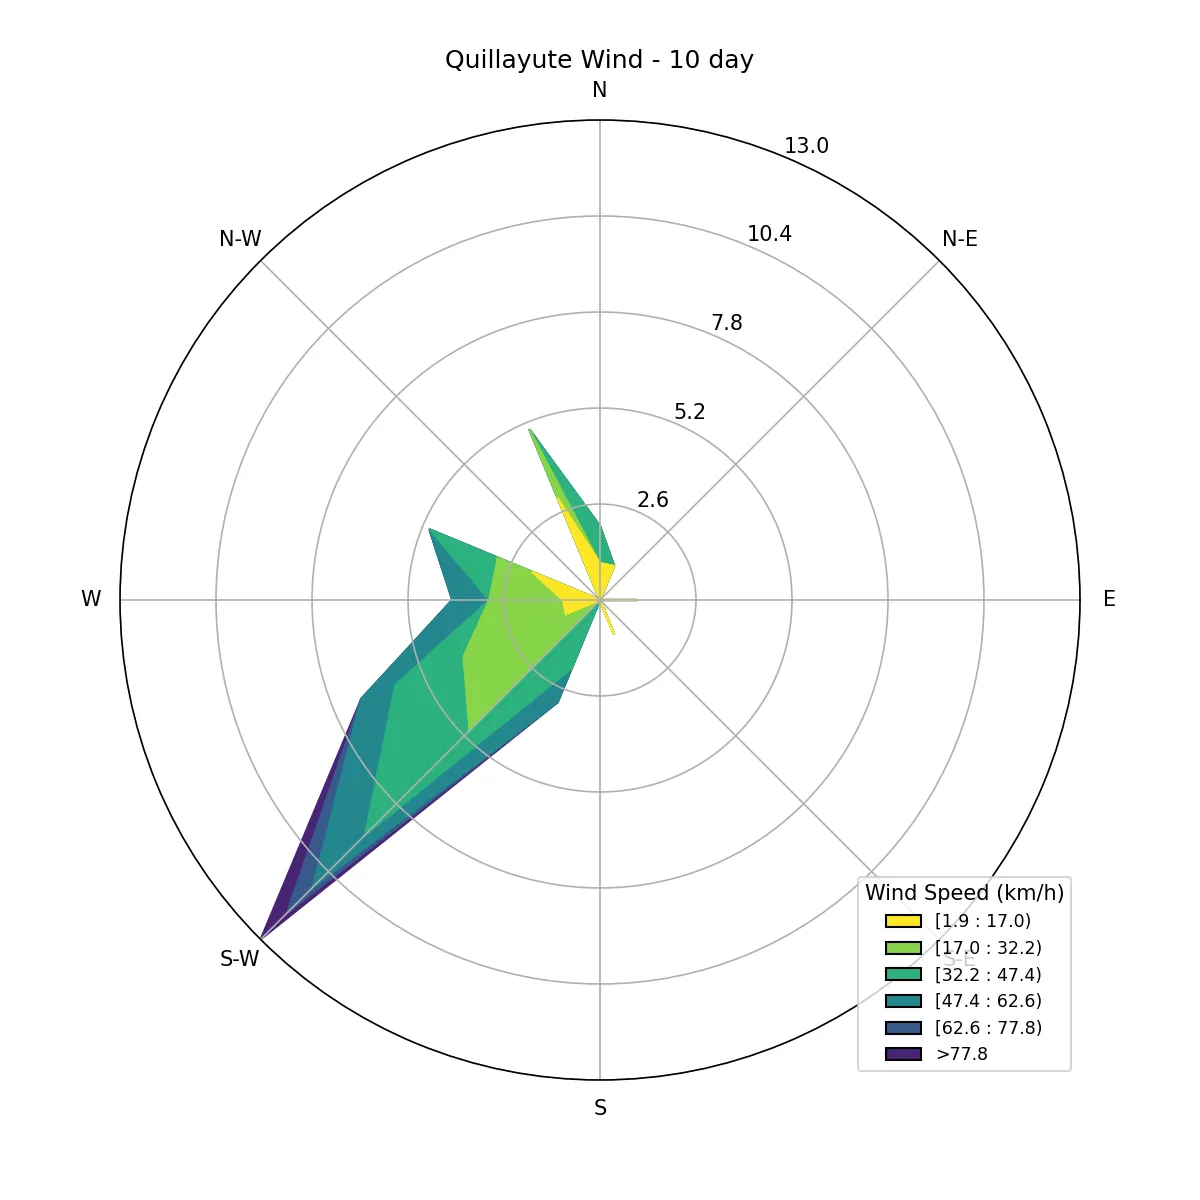 Quillayute Wind - 10 day
N
13.0
10.4
N-W
N-E
7.8
5.2
2.6
W
E
S-W
S-E
S
Wind Speed (km/h)
[1.9 : 17.0)
[17.0 : 32.2)
[32.2 : 47.4)
[47.4 : 62.6)
[62.6 : 77.8)
>77.8